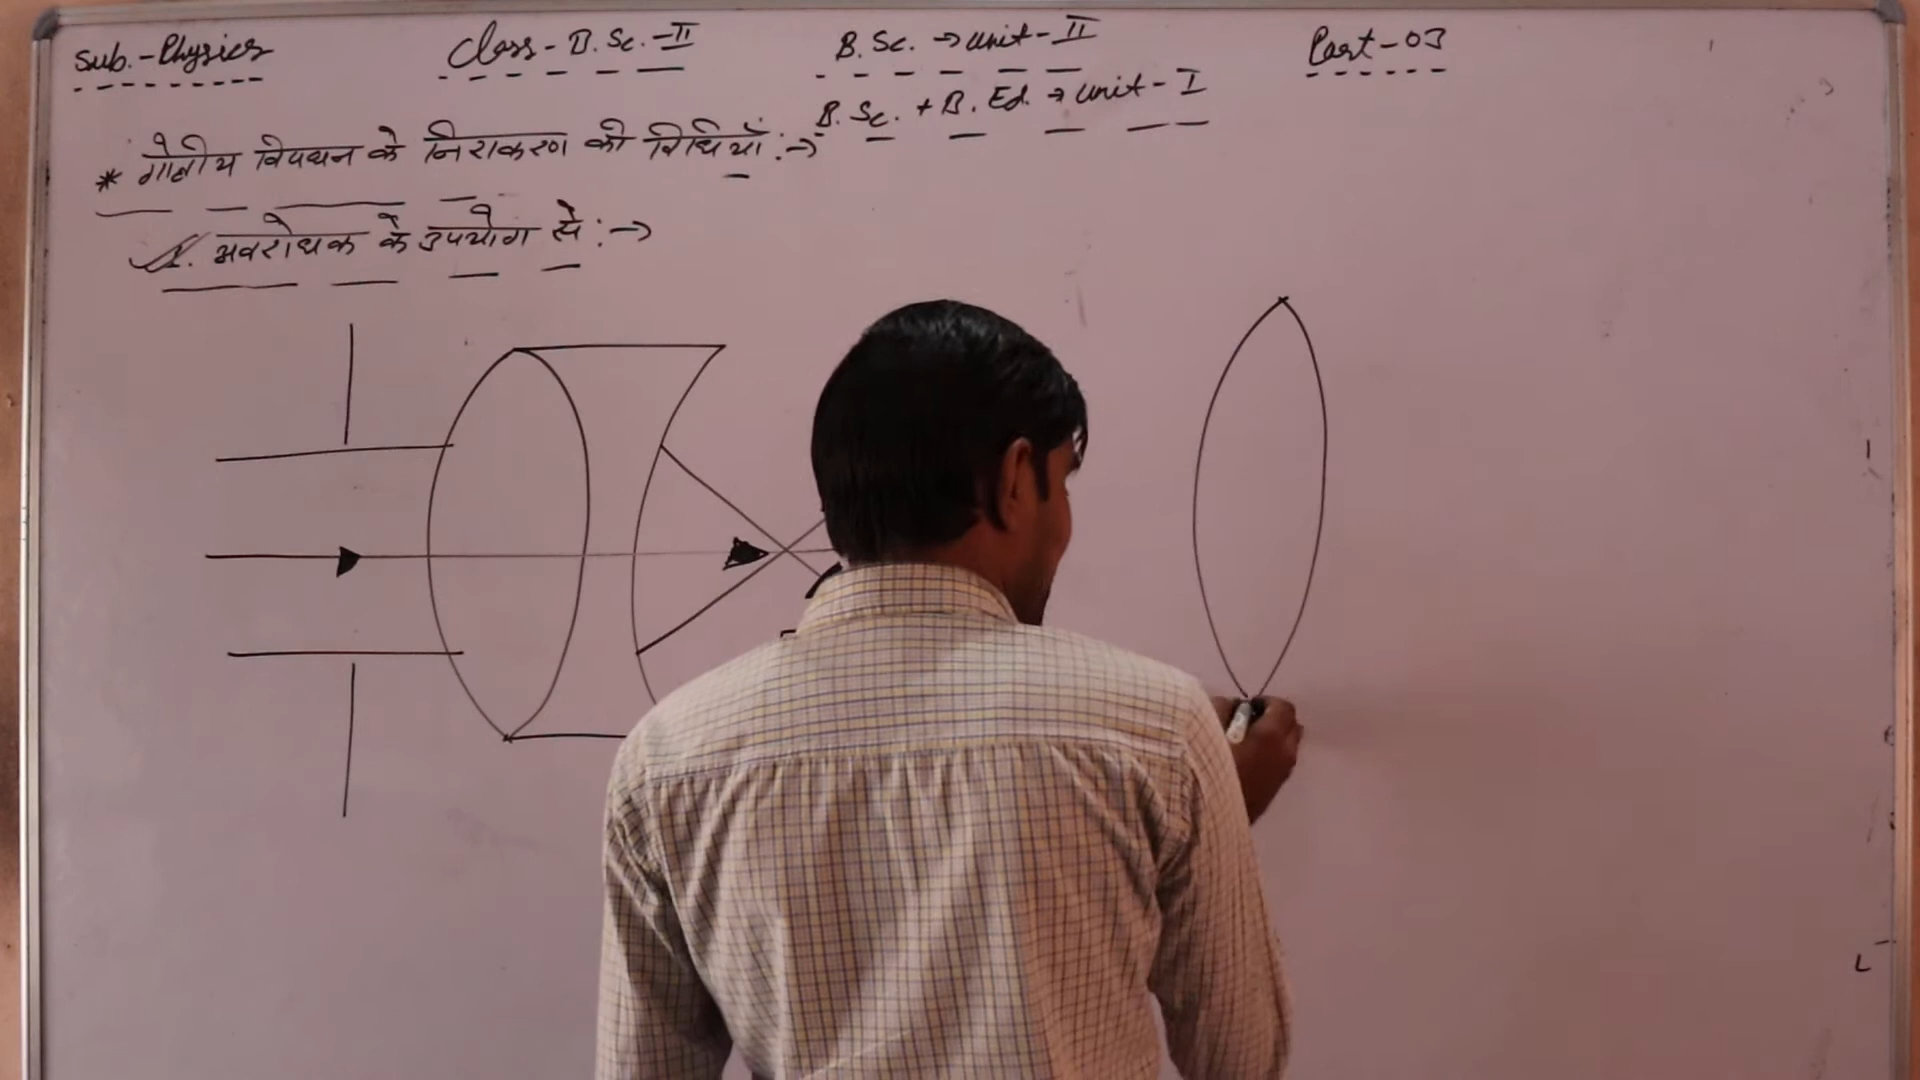 Sub.-Physics Class-B.Sc.-II B.Sc. → Unit-II Part-03
B.Sc. + B.Ed. → Unit-I
* गोलीय विपथन के निराकरण की विधियाँ :→
1. अवरोधक के उपयोग से :→